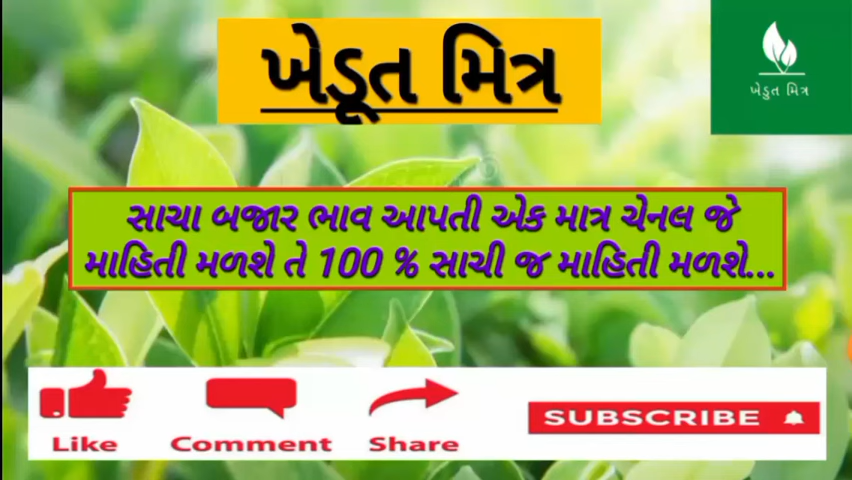 ખેડૂત મિત્ર
ખેડુત મિત્ર
સાચા બજાર ભાવ આપતી એક માત્ર ચેનલ જે
માહિતી મળશે તે 100 % સાચી જ માહિતી મળશે...
Like Comment Share SUBSCRIBE